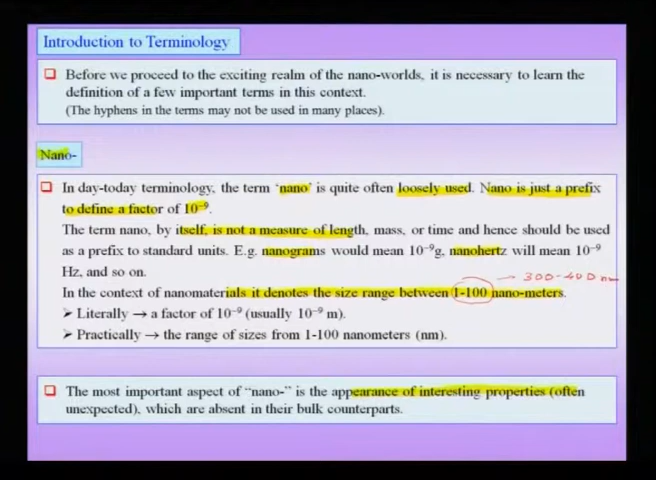 Introduction to Terminology
❑ Before we proceed to the exciting realm of the nano-worlds, it is necessary to learn the
definition of a few important terms in this context.
(The hyphens in the terms may not be used in many places).
Nano-
❑ In day-today terminology, the term ‘nano’ is quite often loosely used. Nano is just a prefix
to define a factor of 10⁻⁹.
The term nano, by itself, is not a measure of length, mass, or time and hence should be used
as a prefix to standard units. E.g. nanograms would mean 10⁻⁹g, nanohertz will mean 10⁻⁹
Hz, and so on.
→ 300-400 nm
In the context of nanomaterials it denotes the size range between 1-100 nano-meters.
➤ Literally → a factor of 10⁻⁹ (usually 10⁻⁹ m).
➤ Practically → the range of sizes from 1-100 nanometers (nm).
❑ The most important aspect of “nano-” is the appearance of interesting properties (often
unexpected), which are absent in their bulk counterparts.